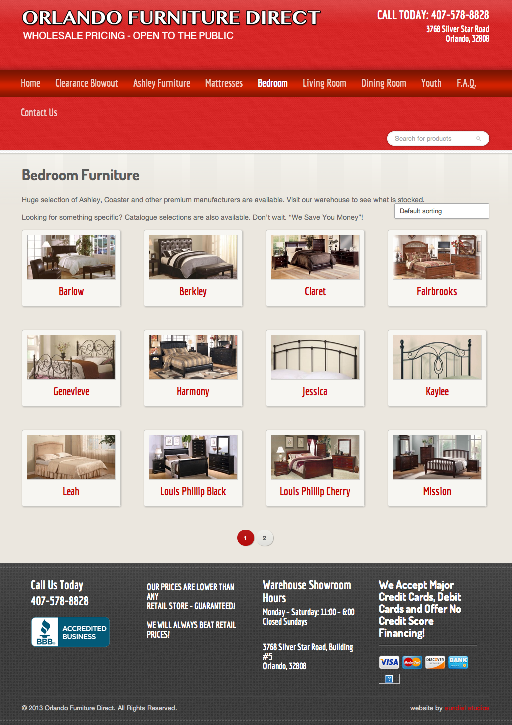 ORLANDO FURNITURE DIRECT
WHOLESALE PRICING - OPEN TO THE PUBLIC
CALL TODAY: 407-578-8828
3768 Silver Star Road
Orlando, 32808
Home Clearance Blowout Ashley Furniture Mattresses Bedroom Living Room Dining Room Youth F.A.Q.
Contact Us
Search for products
Bedroom Furniture
Huge selection of Ashley, Coaster and other premium manufacturers are available. Visit our warehouse to see what is stocked.
Default sorting
Looking for something specific? Catalogue selections are also available. Don't wait. "We Save You Money"!
Barlow
Berkley
Claret
Fairbrooks
Genevieve
Harmony
Jessica
Kaylee
Leah
Louis Phillip Black
Louis Phillip Cherry
Mission
1 2
Call Us Today
407-578-8828
BBB.
ACCREDITED
BUSINESS
OUR PRICES ARE LOWER THAN
ANY
RETAIL STORE - GUARANTEED!
WE WILL ALWAYS BEAT RETAIL
PRICES!
Warehouse Showroom
Hours
Monday - Saturday: 11:00 - 6:00
Closed Sundays
3768 Silver Star Road, Building
#5
Orlando, 32808
We Accept Major
Credit Cards, Debit
Cards and Offer No
Credit Score
Financing!
VISA
DISCOVER
BANK
© 2013 Orlando Furniture Direct. All Rights Reserved.
website by